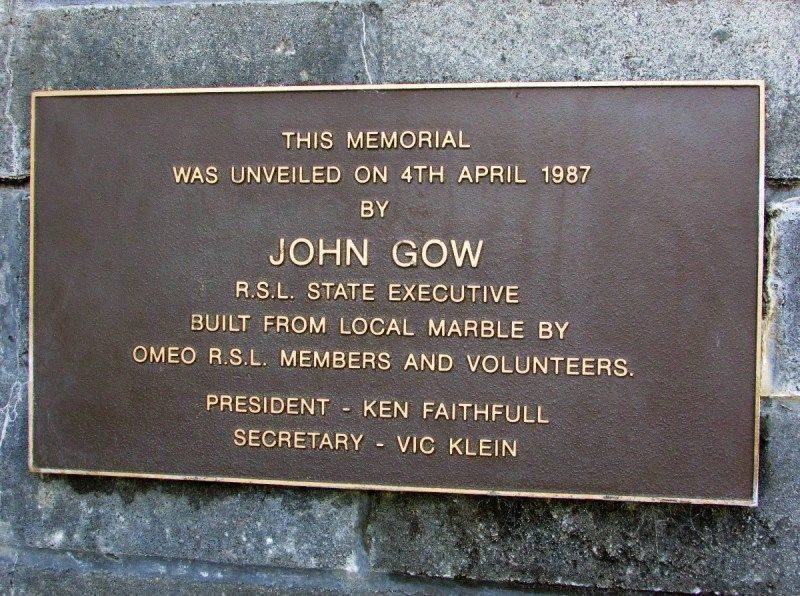 THIS MEMORIAL
WAS UNVEILED ON 4TH APRIL 1987
BY
JOHN GOW
R.S.L. STATE EXECUTIVE
BUILT FROM LOCAL MARBLE BY
OMEO R.S.L. MEMBERS AND VOLUNTEERS.
PRESIDENT - KEN FAITHFULL
SECRETARY - VIC KLEIN